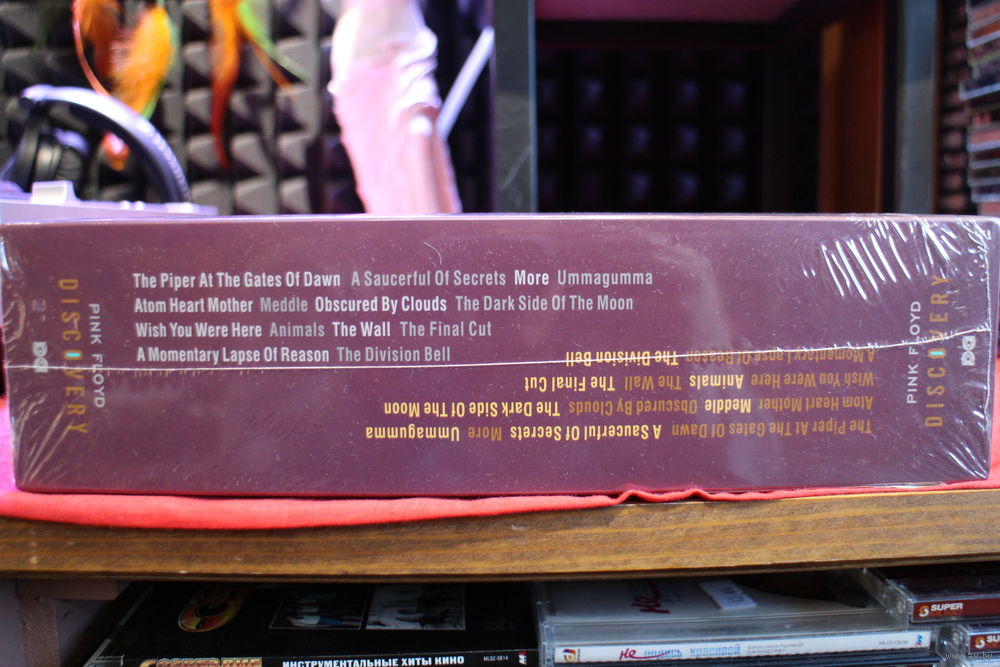 The Piper At The Gates Of Dawn A Saucerful Of Secrets More Ummagumma
Atom Heart Mother Meddle Obscured By Clouds The Dark Side Of The Moon
Wish You Were Here Animals The Wall The Final Cut
A Momentary Lapse Of Reason The Division Bell
PINK FLOYD
DISCOVERY
PINK FLOYD
DISCOVERY
The Piper At The Gates Of Dawn A Saucerful Of Secrets More Ummagumma
Atom Heart Mother Meddle Obscured By Clouds The Dark Side Of The Moon
Wish You Were Here Animals The Wall The Final Cut
A Momentary Lapse Of Reason The Division Bell
ИНСТРУМЕНТАЛЬНЫЕ ХИТЫ КИНО
Не родись красивой
SUPER